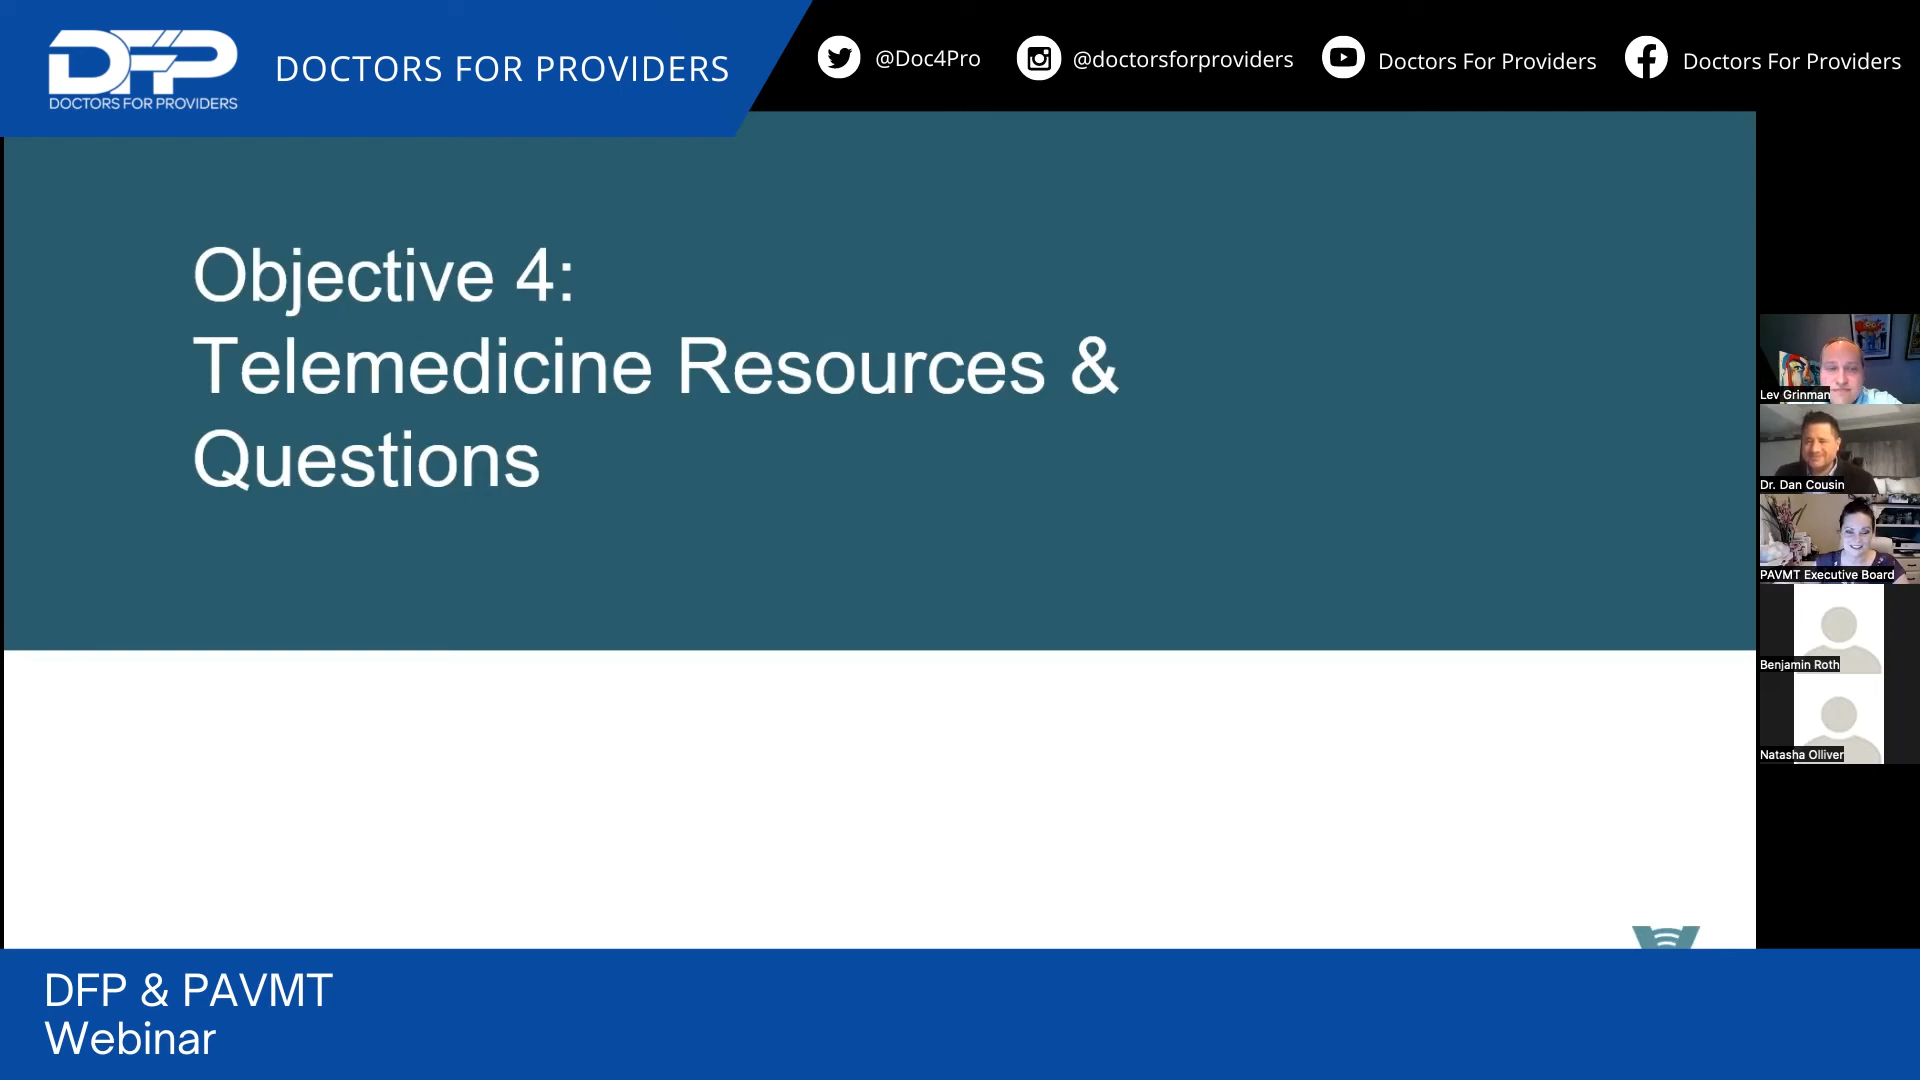 DFP
DOCTORS FOR PROVIDERS
DOCTORS FOR PROVIDERS
@Doc4Pro
@doctorsforproviders
Doctors For Providers
Doctors For Providers
Objective 4:
Telemedicine Resources &
Questions
Lev Grinman
Dr. Dan Cousin
PAVMT Executive Board
Benjamin Roth
Natasha Olliver
DFP & PAVMT
Webinar